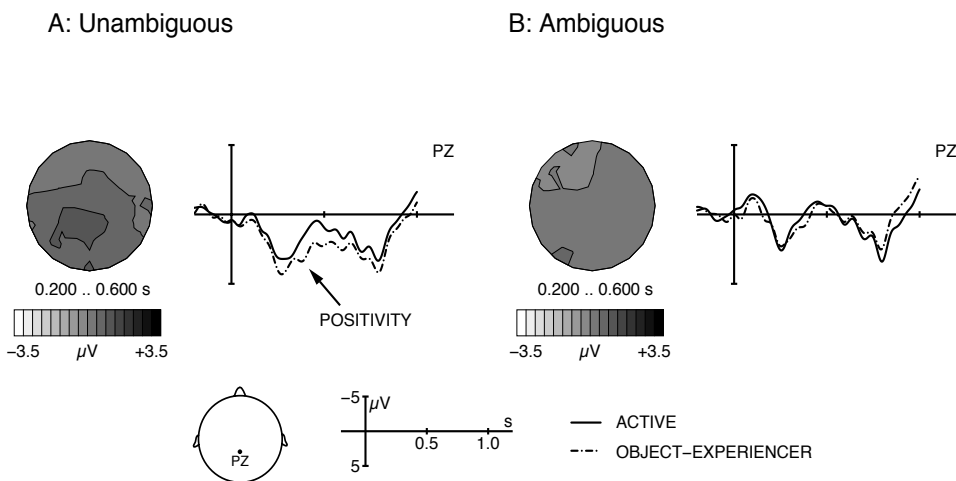 A: Unambiguous
B: Ambiguous
PZ
PZ
0.200 .. 0.600 s
0.200 .. 0.600 s
POSITIVITY
−3.5 µV +3.5
−3.5 µV +3.5
−5 µV
s
0.5 1.0
5
PZ
ACTIVE
OBJECT−EXPERIENCER